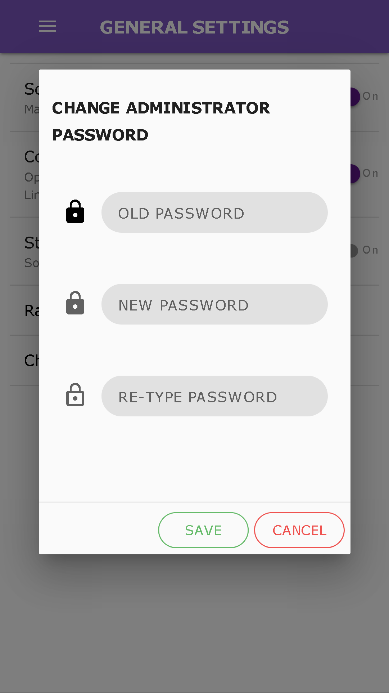 GENERAL SETTINGS
On
CHANGE ADMINISTRATOR
PASSWORD
On
OLD PASSWORD
On
NEW PASSWORD
RE-TYPE PASSWORD
SAVE
CANCEL